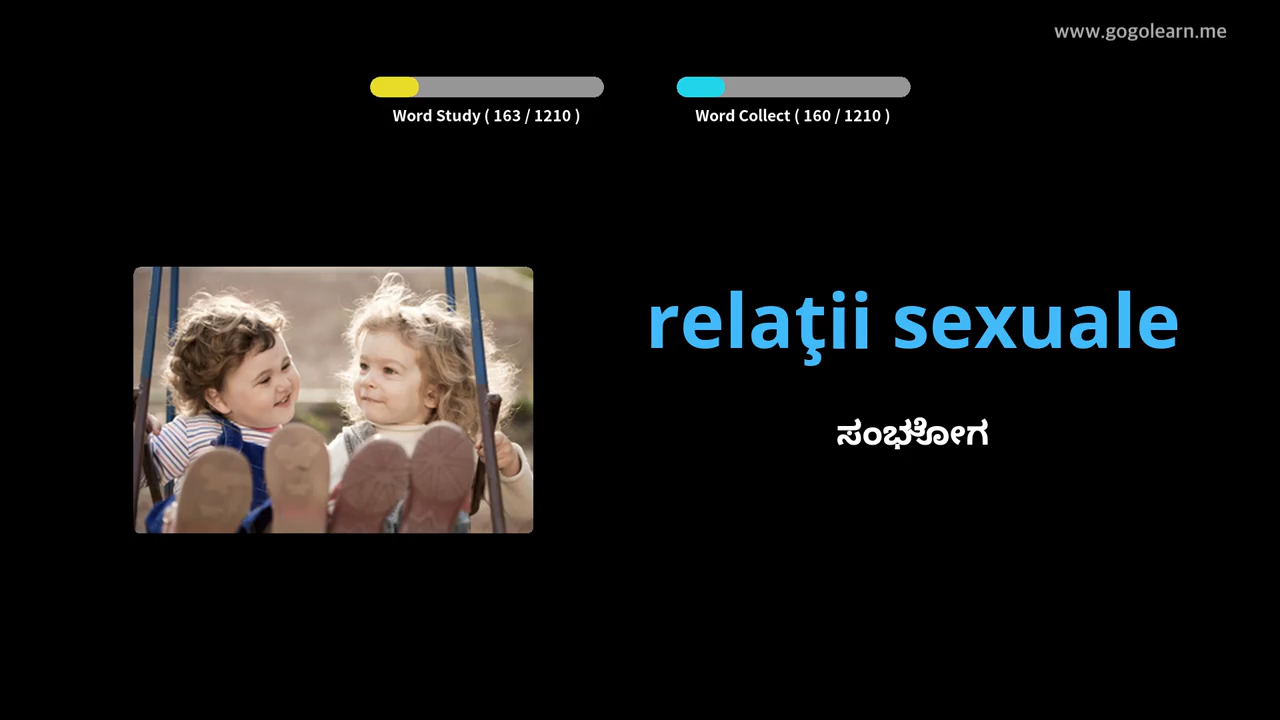 www.gogolearn.me
Word Study ( 163 / 1210 )
Word Collect ( 160 / 1210 )
relaţii sexuale
ಸಂಭೋಗ